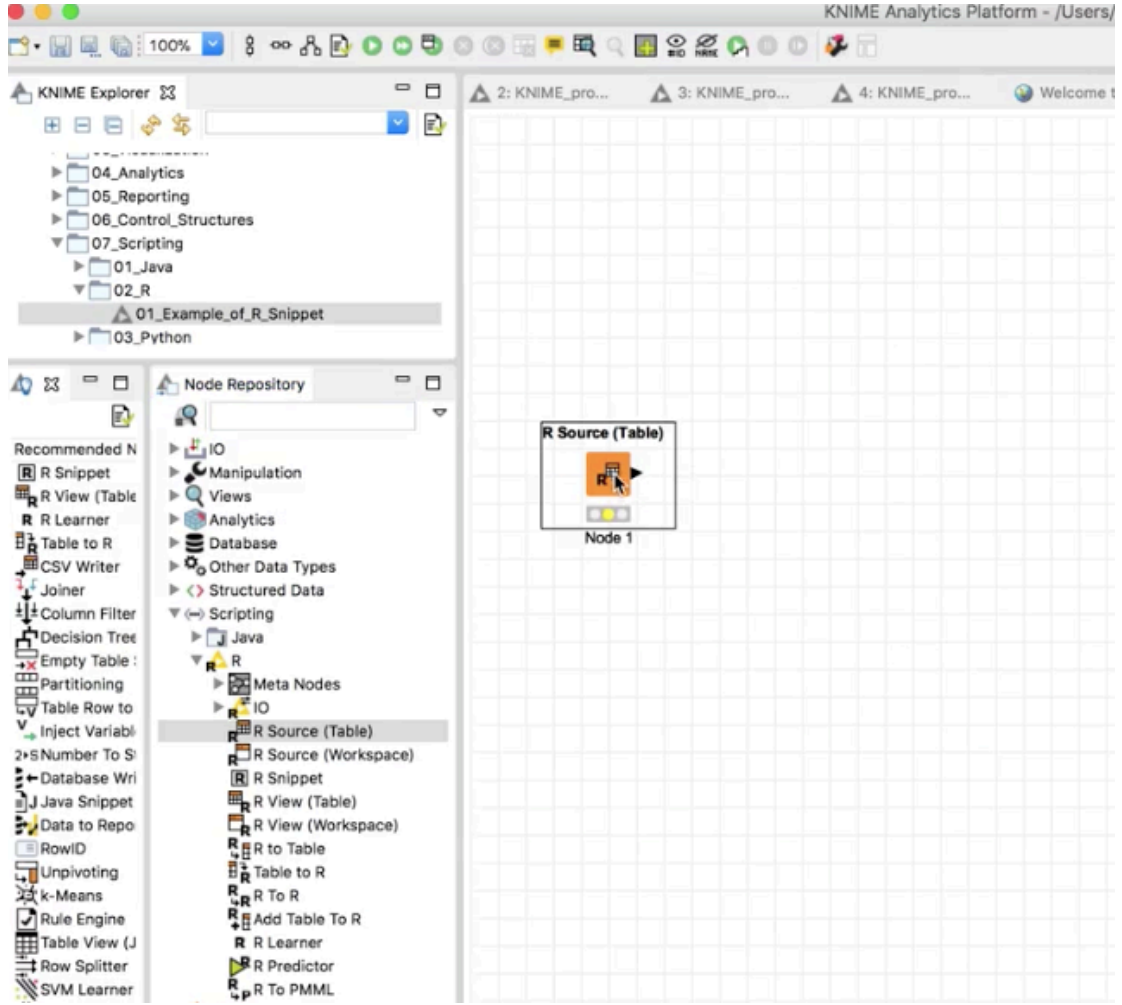 KNIME Analytics Platform - /Users/
100%
KNIME Explorer
2: KNIME_pro...
3: KNIME_pro...
4: KNIME_pro...
Welcome t
04_Analytics
05_Reporting
06_Control_Structures
07_Scripting
01_Java
02_R
01_Example_of_R_Snippet
03_Python
Node Repository
Recommended N
R Snippet
R View (Table
R Learner
Table to R
CSV Writer
Joiner
Column Filter
Decision Tree
Empty Table
Partitioning
Table Row to
Inject Variabl
Number To S
Database Wri
Java Snippet
Data to Repo
RowID
Unpivoting
k-Means
Rule Engine
Table View (J
Row Splitter
SVM Learner
IO
Manipulation
Views
Analytics
Database
Other Data Types
Structured Data
Scripting
Java
R
Meta Nodes
IO
R Source (Table)
R Source (Workspace)
R Snippet
R View (Table)
R View (Workspace)
R to Table
Table to R
R To R
Add Table To R
R Learner
R Predictor
R To PMML
R Source (Table)
Node 1